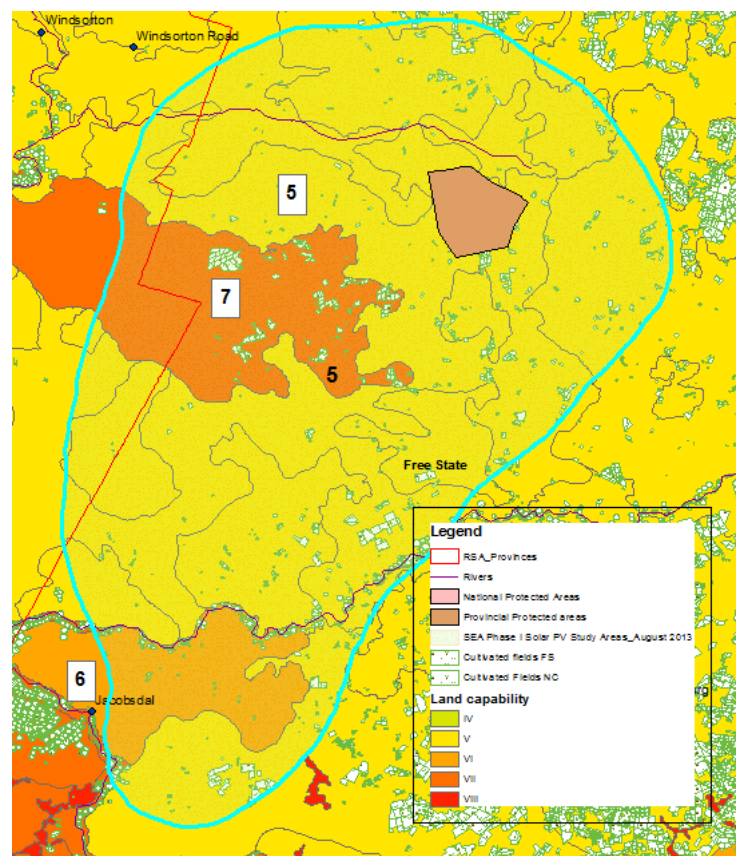 Windsorton
Windsorton Road
5
7
5
Free State
6
Jacobsdal
Legend
RSA_Provinces
Rivers
National Protected Areas
Provincial Protected areas
SEA Phase I Solar PV Study Areas_August 2013
Cultivated fields FS
Cultivated Fields NC
rg
Land capability
IV
V
VI
VII
VIII